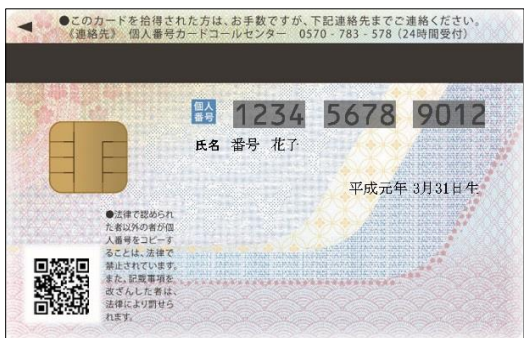 ●このカードを拾得された方は、お手数ですが、下記連絡先までご連絡ください。
《連絡先》 個人番号カードコールセンター 0570-783-578（24時間受付）
個人番号 1234 5678 9012
氏名 番号 花子
平成元年 3月31日生
●法律で認められ
た者以外の者が個
人番号をコピーす
ることは、法律で
禁止されています。
また、記載事項を
改ざんした者は、
法律により罰せら
れます。